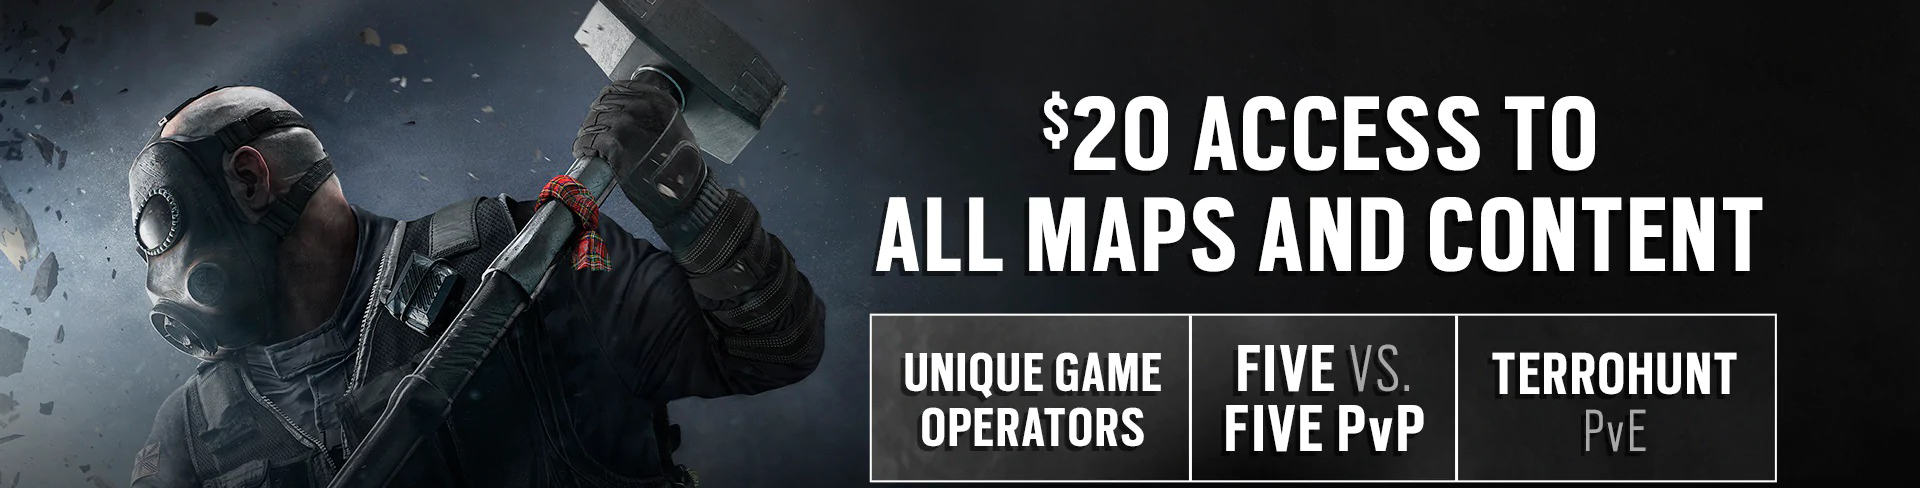 $20 ACCESS TO
ALL MAPS AND CONTENT
UNIQUE GAME
OPERATORS
FIVE VS.
FIVE PvP
TERROHUNT
PvE